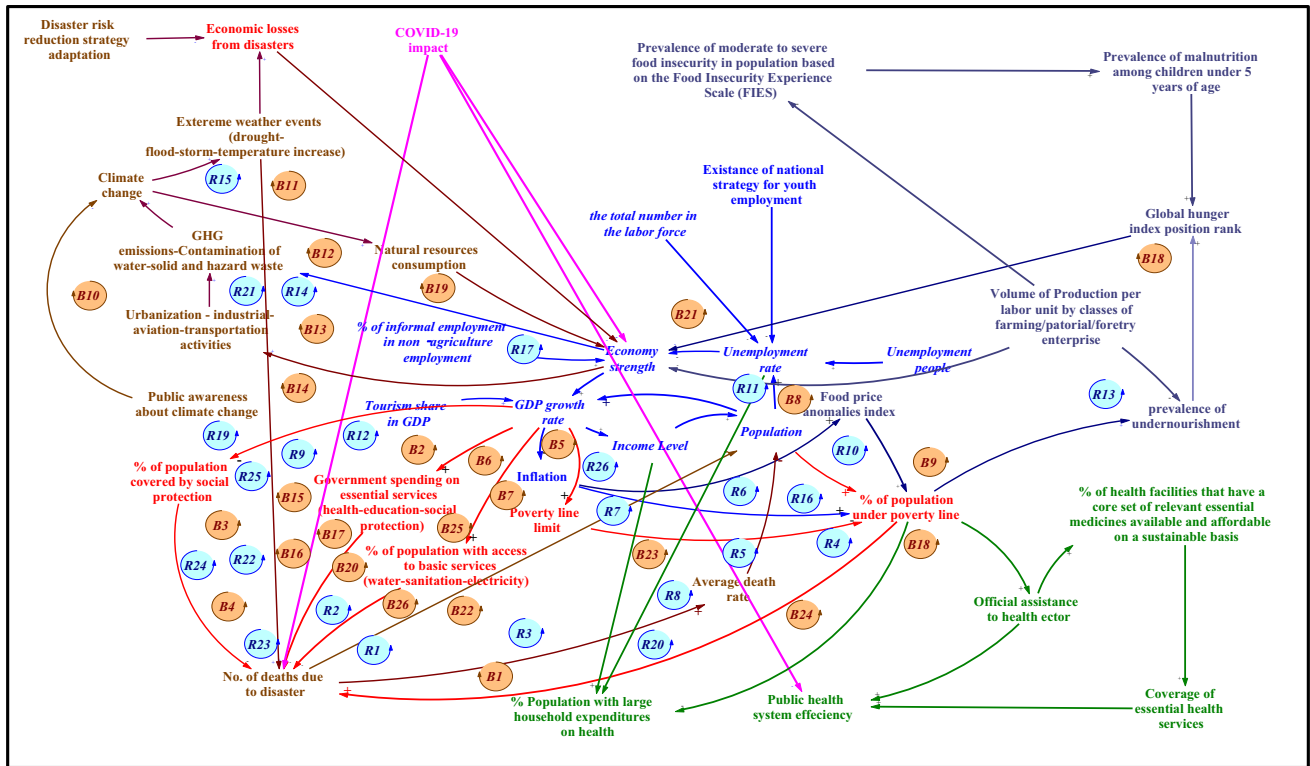 Disaster risk
reduction strategy
adaptation
Economic losses
from disasters
COVID-19
impact
Prevalence of moderate to severe
food insecurity in population based
on the Food Insecurity Experience
Scale (FIES)
Prevalence of malnutrition
among children under 5
years of age
Extereme weather events
(drought-
flood-storm-temperature increase)
R15
B11
Climate
change
Existance of national
strategy for youth
employment
the total number in
the labor force
Global hunger
index position rank
B18
GHG
emissions-Contamination of
water-solid and hazard waste
B12
Natural resources
consumption
B19
B10
R21
R14
Urbanization - industrial-
aviation-transportation
activities
B13
B21
Volume of Production per
labor unit by classes of
farming/patorial/foretry
enterprise
% of informal employment
in non -agriculture
employment
R17
Economy
strength
Unemployment
rate
Unemployment
people
B14
Public awareness
about climate change
R11
B8
Food price
anomalies index
R13
prevalence of
undernourishment
Tourism share
in GDP
GDP growth
rate
Population
Income Level
R19
R12
B2
B5
R10
B9
R9
R25
B6
R26
Inflation
% of population
covered by social
protection
Government spending on
essential services
(health-education-social
protection)
B15
B7
R7
R6
R16
Poverty line
limit
% of population
under poverty line
B18
% of health facilities that have a
core set of relevant essential
medicines available and affordable
on a sustainable basis
B3
B17
B25
R4
R24
R22
B16
B20
% of population with access
to basic services
(water-sanitation-electricity)
B23
R5
Average death
rate
R8
B4
R2
B26
B22
B24
Official assistance
to health ector
R23
R1
R3
R20
B1
No. of deaths due
to disaster
% Population with large
household expenditures
on health
Public health
system effeciency
Coverage of
essential health
services